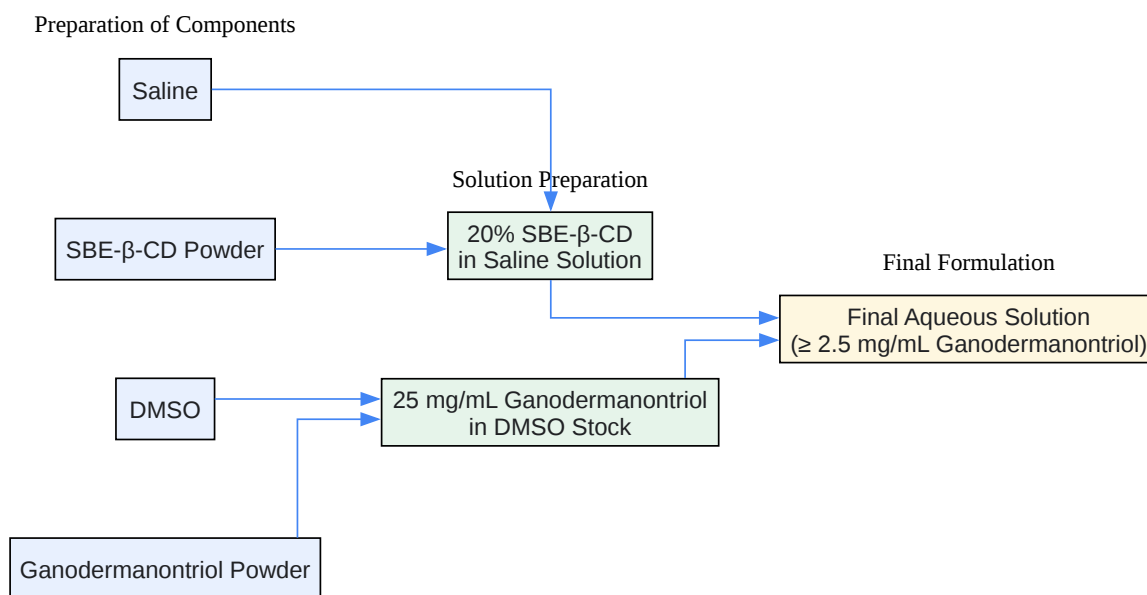 Preparation of Components
Saline
Solution Preparation
SBE-β-CD Powder
20% SBE-β-CD
in Saline Solution
Final Formulation
Final Aqueous Solution
(≥ 2.5 mg/mL Ganodermanontriol)
DMSO
25 mg/mL Ganodermanontriol
in DMSO Stock
Ganodermanontriol Powder